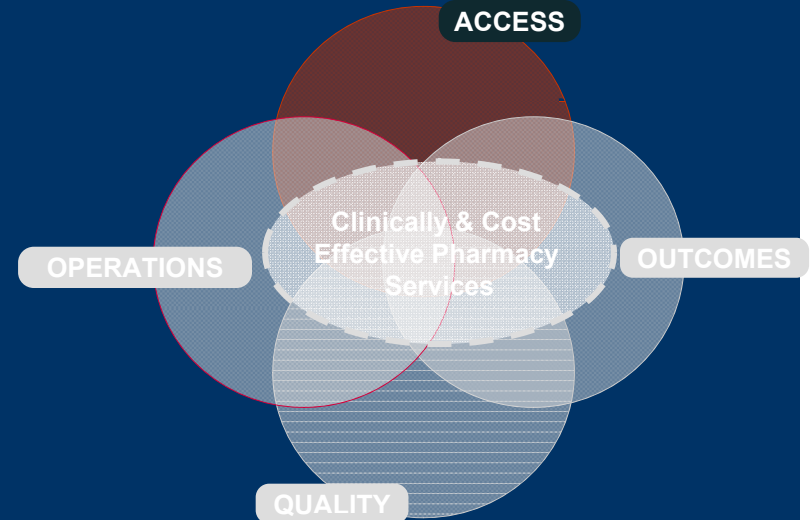 ACCESS
Clinically & Cost
Effective Pharmacy
Services
OPERATIONS
OUTCOMES
QUALITY